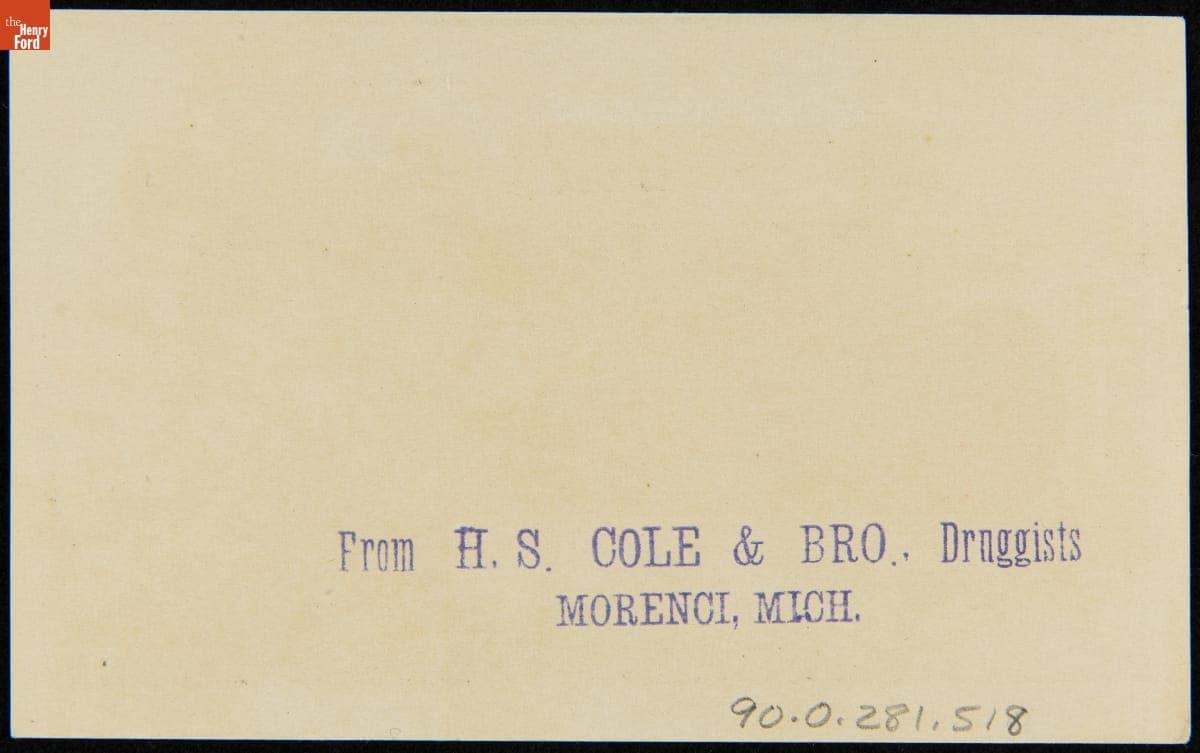 the
Henry
Ford
From H. S. COLE & BRO., Druggists
MORENCI, MICH.
90.0.281.518